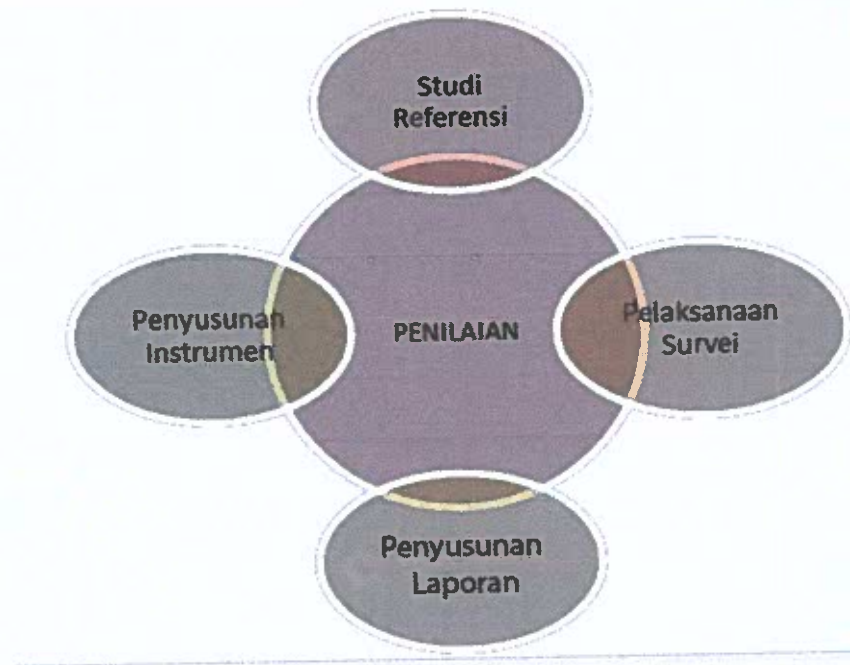 Studi
Referensi
Penyusunan
Instrumen
PENILAIAN
Pelaksanaan
Survei
Penyusunan
Laporan